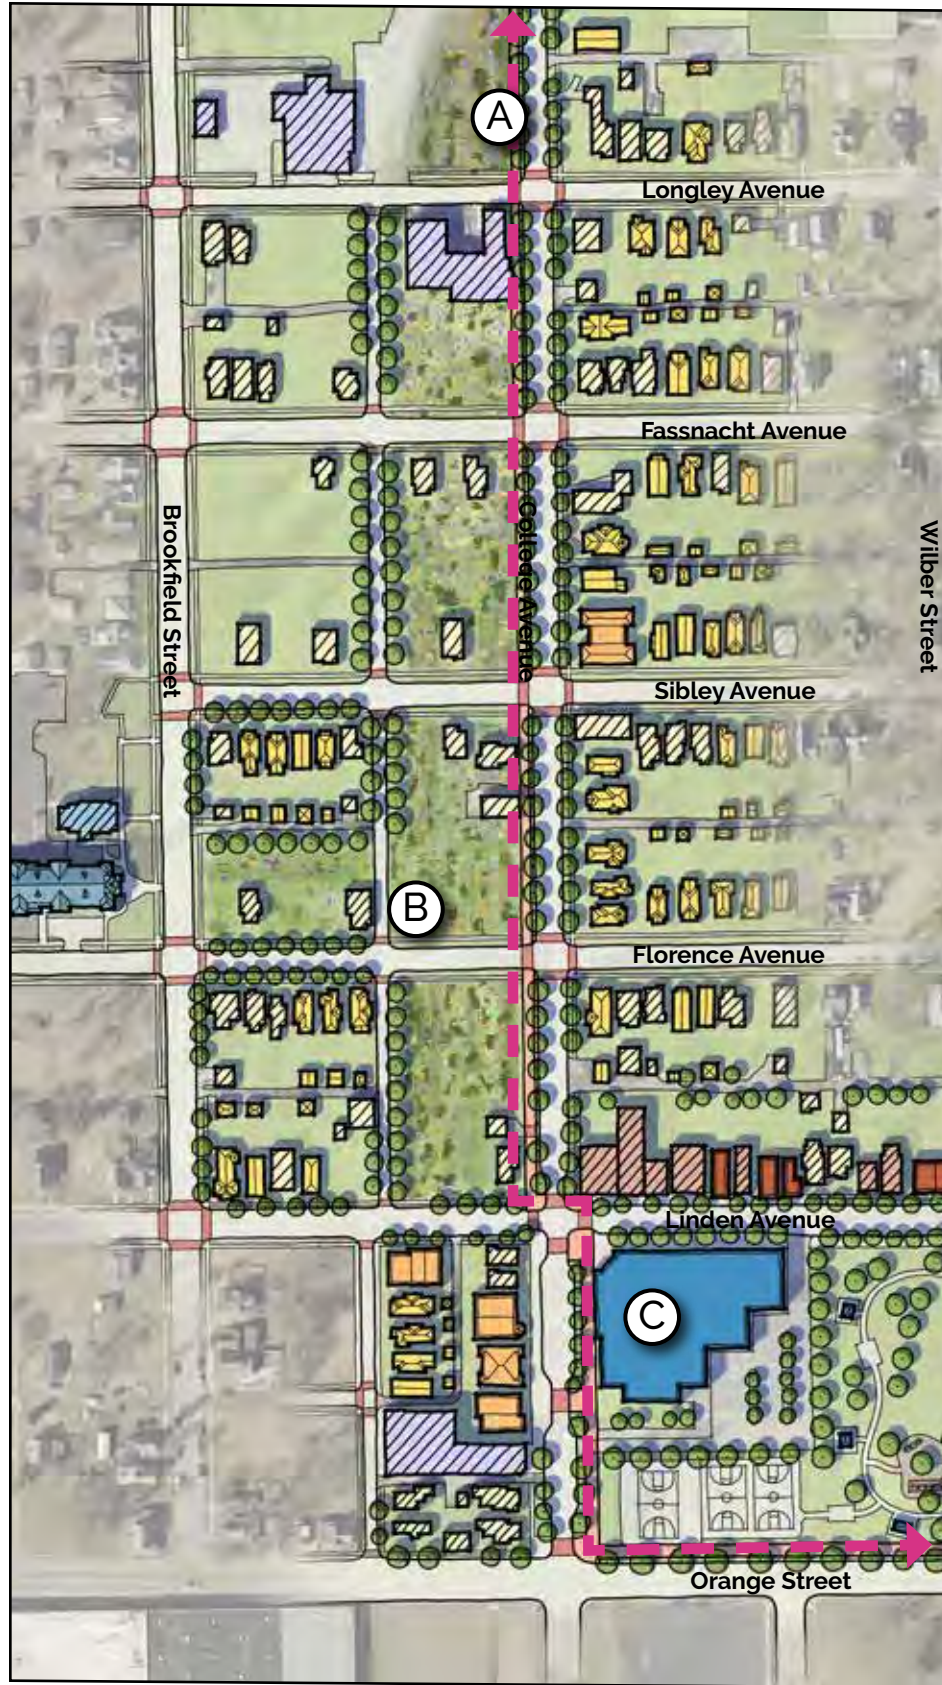 A
Longley Avenue
Fassnacht Avenue
Brookfield Street
College Avenue
Wilber Street
Sibley Avenue
B
Florence Avenue
Linden Avenue
C
Orange Street